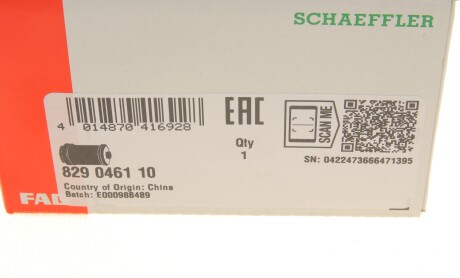 SCHAEFFLER
4 014870 416928
EAC
Qty
1
SCAN ME
SN: 0422473666471395
829 0461 10
Country of Origin: China
Batch: E000988489